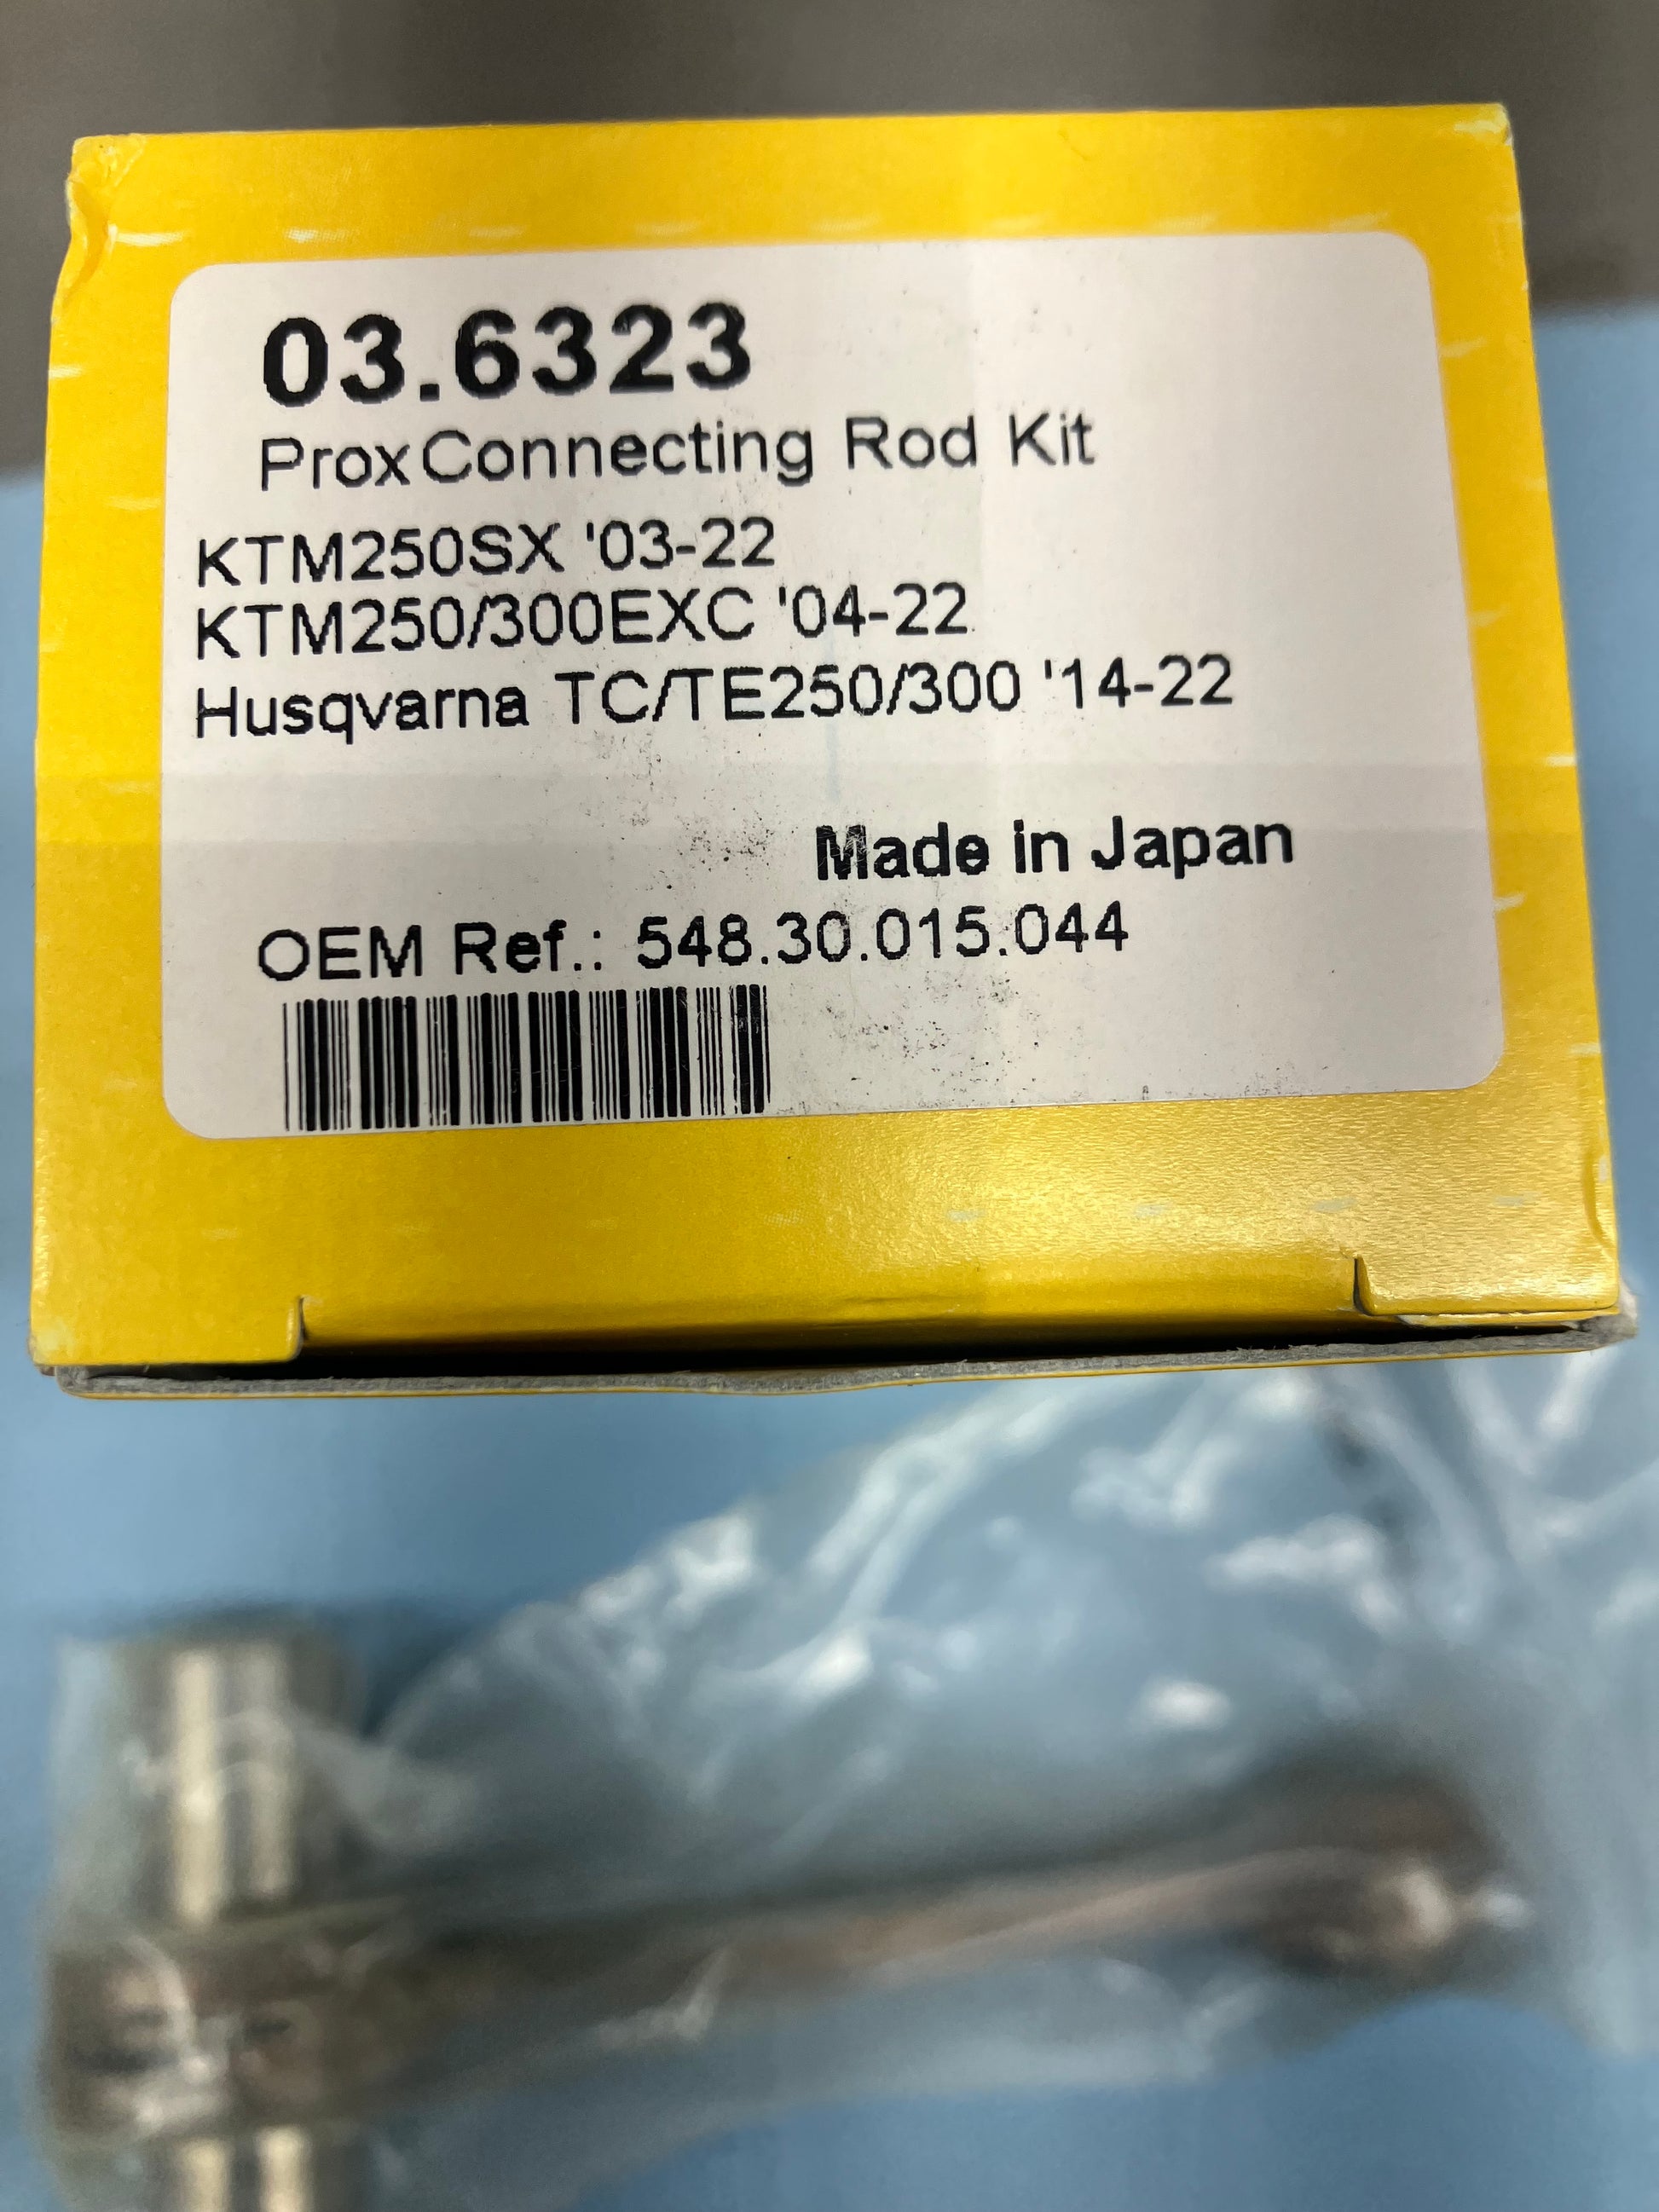 03.6323
Prox Connecting Rod Kit
KTM250SX '03-22
KTM250/300EXC '04-22
Husqvarna TC/TE250/300 '14-22
Made in Japan
OEM Ref.: 548.30.015.044